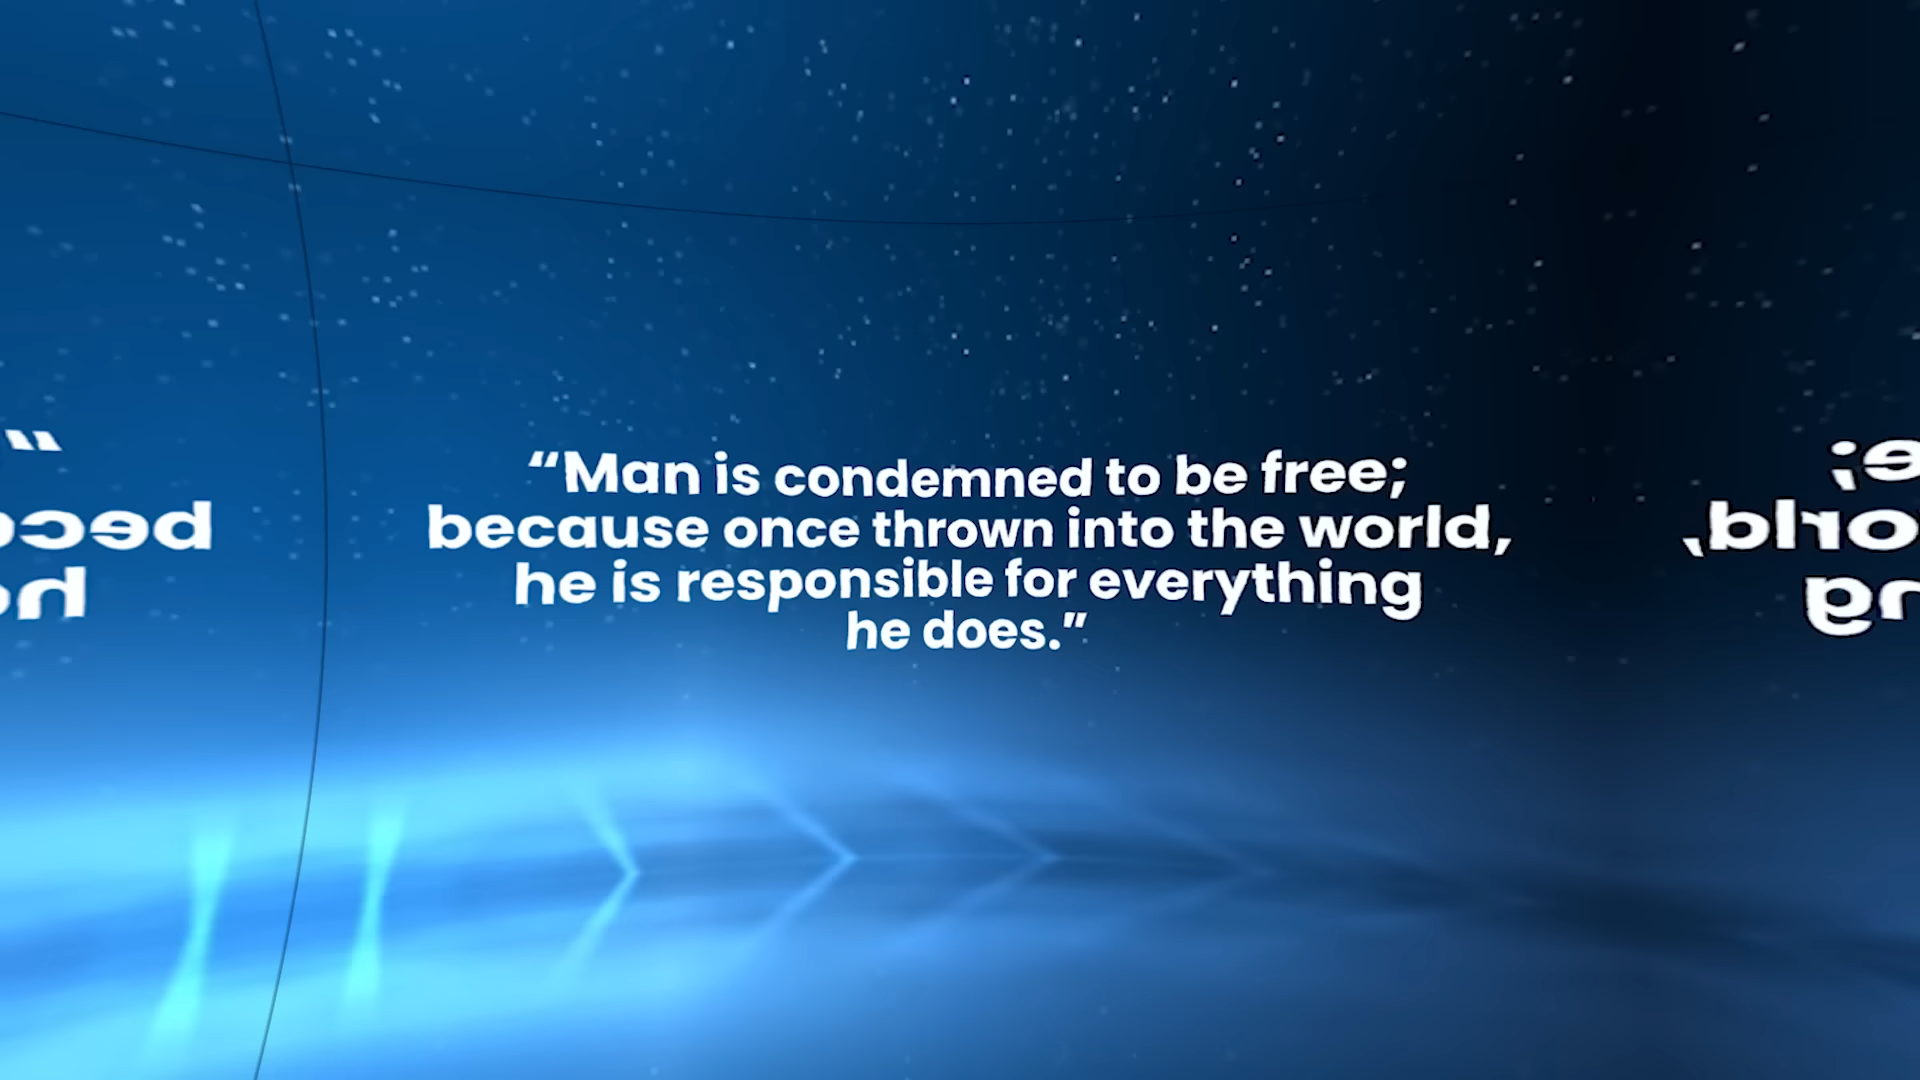 “Man is condemned to be free;
because once thrown into the world,
he is responsible for everything
he does.”